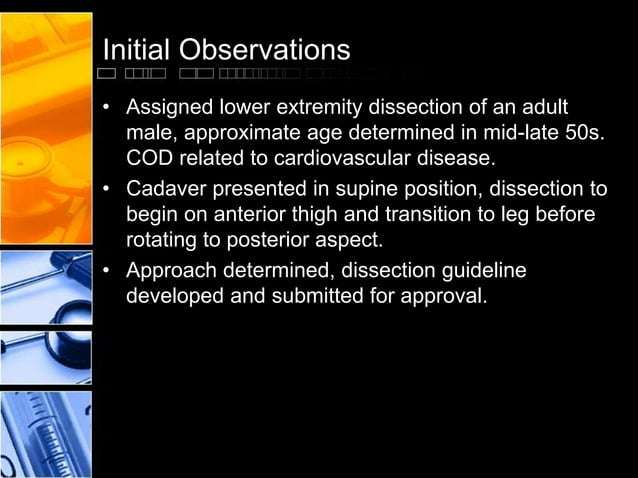 Initial Observations
• Assigned lower extremity dissection of an adult
male, approximate age determined in mid-late 50s.
COD related to cardiovascular disease.
• Cadaver presented in supine position, dissection to
begin on anterior thigh and transition to leg before
rotating to posterior aspect.
• Approach determined, dissection guideline
developed and submitted for approval.